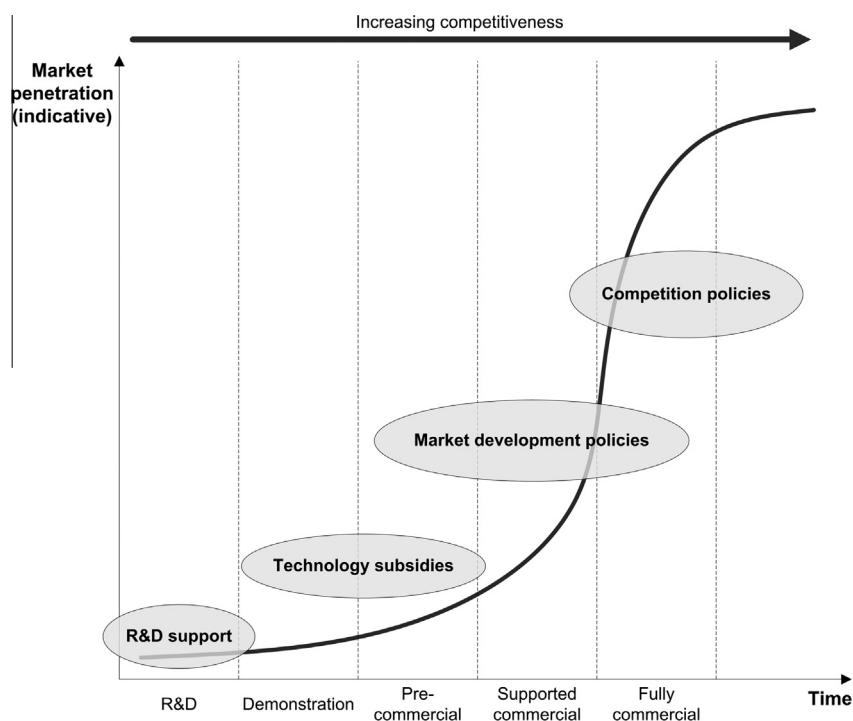 Increasing competitiveness
Market
penetration
(indicative)
Competition policies
Market development policies
Technology subsidies
R&D support
R&D
Demonstration
Pre-
commercial
Supported
commercial
Fully
commercial
Time